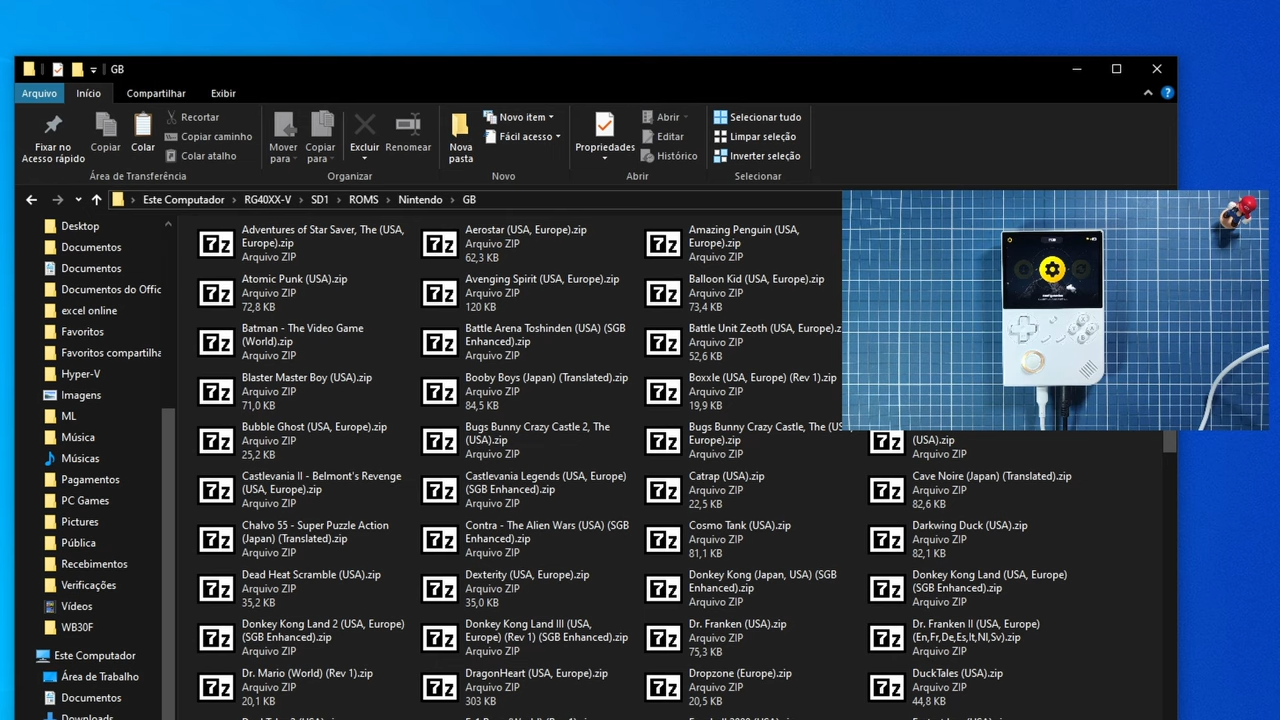 GB
Arquivo
Início
Compartilhar
Exibir
Fixar no
Acesso rápido
Copiar
Colar
Recortar
Copiar caminho
Colar atalho
Área de Transferência
Mover
para
Copiar
para
Excluir
Renomear
Organizar
Nova
pasta
Novo item
Fácil acesso
Novo
Propriedades
Abrir
Editar
Histórico
Abrir
Selecionar tudo
Limpar seleção
Inverter seleção
Selecionar
Este Computador > RG40XX-V > SD1 > ROMS > Nintendo > GB
Desktop
Documentos
Documentos
Documentos do Offic
excel online
Favoritos
Favoritos compartilha
Hyper-V
Imagens
ML
Música
Músicas
Pagamentos
PC Games
Pictures
Pública
Recebimentos
Verificações
Vídeos
WB30F
Este Computador
Área de Trabalho
Documentos
Downloads
Adventures of Star Saver, The (USA,
Europe).zip
Arquivo ZIP
Aerostar (USA, Europe).zip
Arquivo ZIP
62,3 KB
Amazing Penguin (USA,
Europe).zip
Arquivo ZIP
Atomic Punk (USA).zip
Arquivo ZIP
72,8 KB
Avenging Spirit (USA, Europe).zip
Arquivo ZIP
120 KB
Balloon Kid (USA, Europe).zip
Arquivo ZIP
73,4 KB
Batman - The Video Game
(World).zip
Arquivo ZIP
Battle Arena Toshinden (USA) (SGB
Enhanced).zip
Arquivo ZIP
Battle Unit Zeoth (USA, Europe).z
Arquivo ZIP
52,6 KB
Blaster Master Boy (USA).zip
Arquivo ZIP
71,0 KB
Booby Boys (Japan) (Translated).zip
Arquivo ZIP
84,5 KB
Boxxle (USA, Europe) (Rev 1).zip
Arquivo ZIP
19,9 KB
Bubble Ghost (USA, Europe).zip
Arquivo ZIP
25,2 KB
Bugs Bunny Crazy Castle 2, The
(USA).zip
Arquivo ZIP
Bugs Bunny Crazy Castle, The (US
Europe).zip
Arquivo ZIP
(USA).zip
Arquivo ZIP
Castlevania II - Belmont's Revenge
(USA, Europe).zip
Arquivo ZIP
Castlevania Legends (USA, Europe)
(SGB Enhanced).zip
Arquivo ZIP
Catrap (USA).zip
Arquivo ZIP
22,5 KB
Cave Noire (Japan) (Translated).zip
Arquivo ZIP
82,6 KB
Chalvo 55 - Super Puzzle Action
(Japan) (Translated).zip
Arquivo ZIP
Contra - The Alien Wars (USA) (SGB
Enhanced).zip
Arquivo ZIP
Cosmo Tank (USA).zip
Arquivo ZIP
81,1 KB
Darkwing Duck (USA).zip
Arquivo ZIP
82,1 KB
Dead Heat Scramble (USA).zip
Arquivo ZIP
35,2 KB
Dexterity (USA, Europe).zip
Arquivo ZIP
35,0 KB
Donkey Kong (Japan, USA) (SGB
Enhanced).zip
Arquivo ZIP
Donkey Kong Land (USA, Europe)
(SGB Enhanced).zip
Arquivo ZIP
Donkey Kong Land 2 (USA, Europe)
(SGB Enhanced).zip
Arquivo ZIP
Donkey Kong Land III (USA,
Europe) (Rev 1) (SGB Enhanced).zip
Arquivo ZIP
Dr. Franken (USA).zip
Arquivo ZIP
75,3 KB
Dr. Franken II (USA, Europe)
(En,Fr,De,Es,It,Nl,Sv).zip
Arquivo ZIP
Dr. Mario (World) (Rev 1).zip
Arquivo ZIP
20,1 KB
DragonHeart (USA, Europe).zip
Arquivo ZIP
303 KB
Dropzone (Europe).zip
Arquivo ZIP
20,5 KB
DuckTales (USA).zip
Arquivo ZIP
44,8 KB